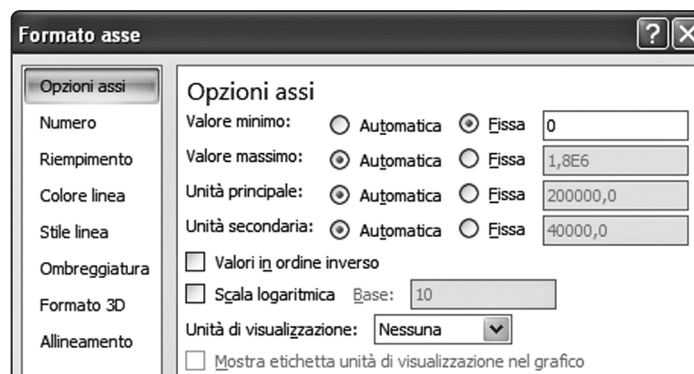 Formato asse
Opzioni assi
Numero
Riempimento
Colore linea
Stile linea
Ombreggiatura
Formato 3D
Allineamento
Opzioni assi
Valore minimo: Automatica Fissa 0
Valore massimo: Automatica Fissa 1,8E6
Unità principale: Automatica Fissa 200000,0
Unità secondaria: Automatica Fissa 40000,0
Valori in ordine inverso
Scala logaritmica Base: 10
Unità di visualizzazione: Nessuna
Mostra etichetta unità di visualizzazione nel grafico